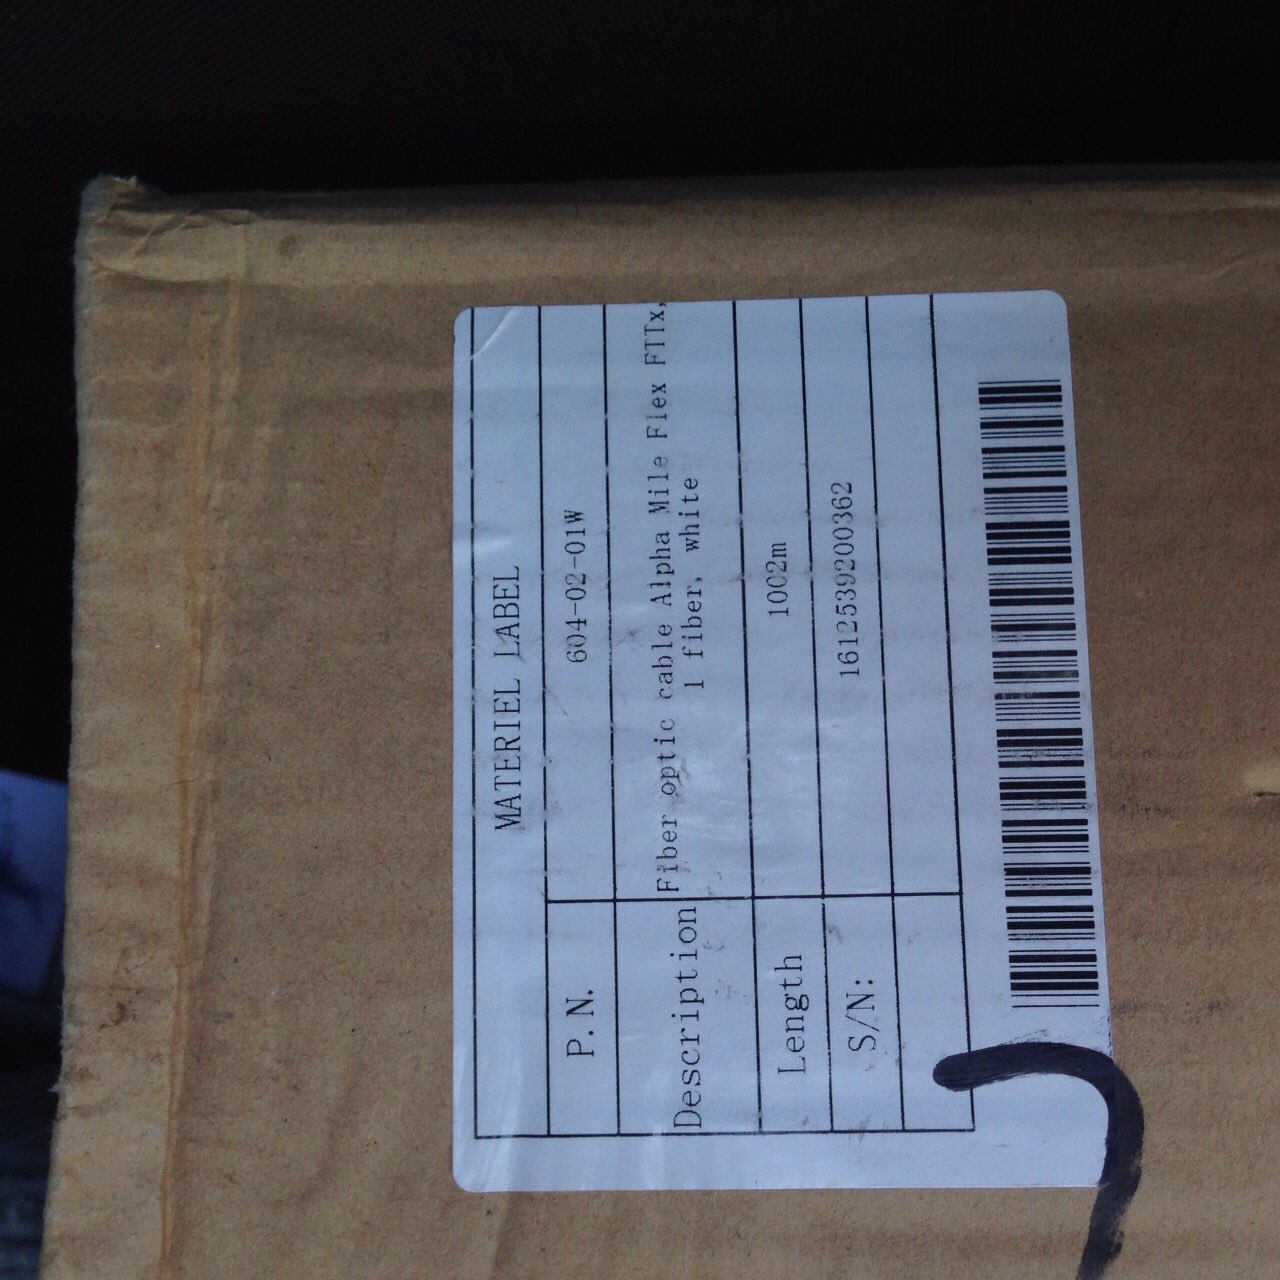 MATERIEL LABEL
P.N. 604-02-01W
Description Fiber optic cable Alpha Mile Flex FTTx,
1 fiber, white
Length 1002m
S/N: 1612539200362